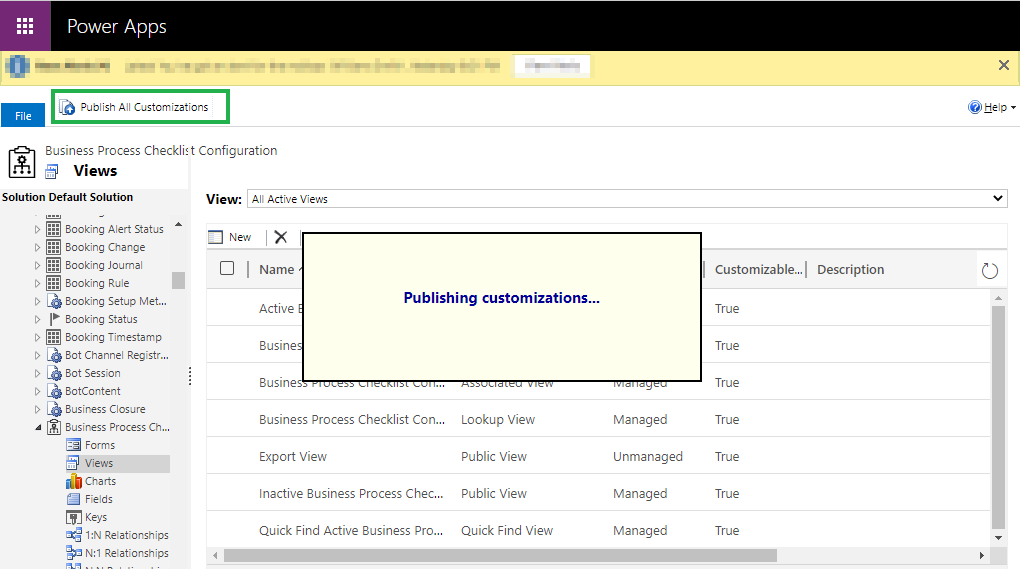 Power Apps
File
Publish All Customizations
Help
Business Process Checklist Configuration
Views
Solution Default Solution
Booking Alert Status
Booking Change
Booking Journal
Booking Rule
Booking Setup Met...
Booking Status
Booking Timestamp
Bot Channel Registr...
Bot Session
BotContent
Business Closure
Business Process Ch...
Forms
Views
Charts
Fields
Keys
1:N Relationships
N:1 Relationships
View: All Active Views
New
Name Customizable... Description
Publishing customizations...
Active True
Business True
Business Process Checklist Con... Associated View Managed True
Business Process Checklist Con... Lookup View Managed True
Export View Public View Unmanaged True
Inactive Business Process Chec... Public View Managed True
Quick Find Active Business Pro... Quick Find View Managed True